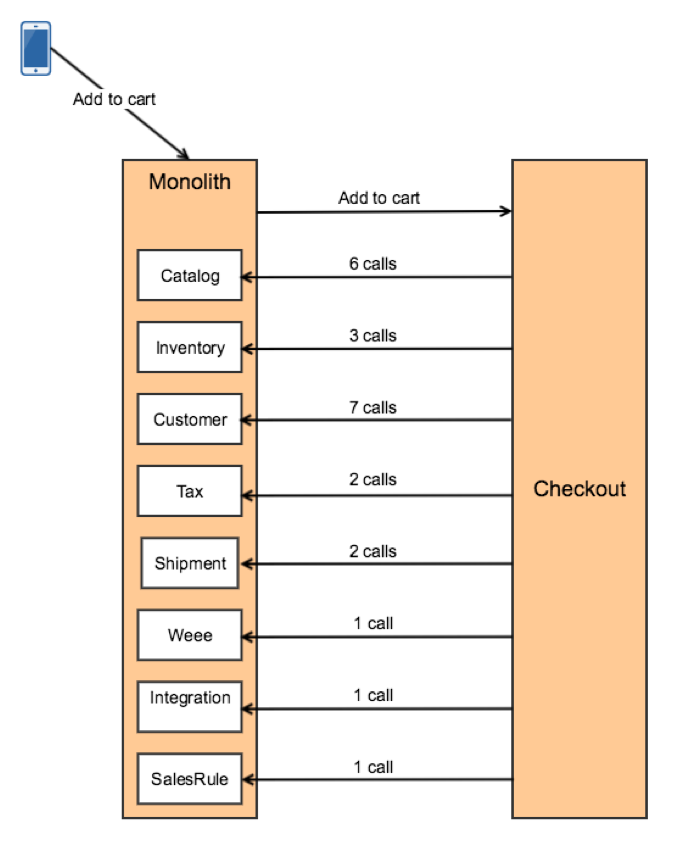 Add to cart
Monolith
Add to cart
6 calls
Catalog
3 calls
Inventory
7 calls
Customer
2 calls
Tax
Checkout
2 calls
Shipment
1 call
Weee
1 call
Integration
1 call
SalesRule